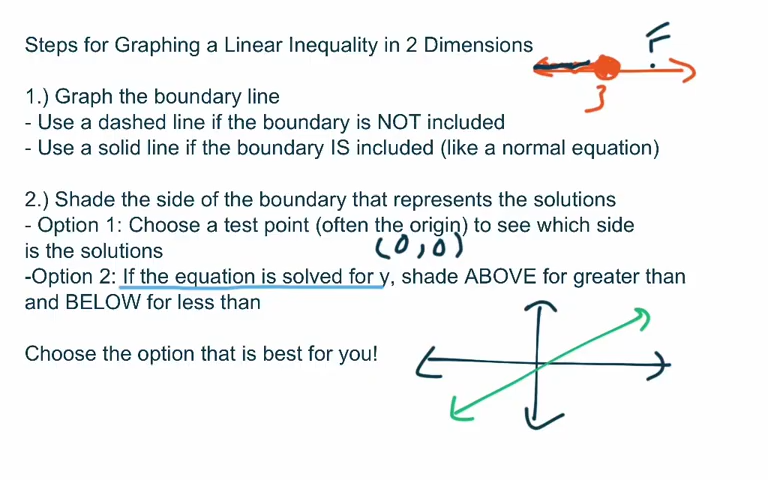 Steps for Graphing a Linear Inequality in 2 Dimensions
F
3
1.) Graph the boundary line
- Use a dashed line if the boundary is NOT included
- Use a solid line if the boundary IS included (like a normal equation)
2.) Shade the side of the boundary that represents the solutions
- Option 1: Choose a test point (often the origin) to see which side
is the solutions
(0,0)
-Option 2: If the equation is solved for y, shade ABOVE for greater than
and BELOW for less than
Choose the option that is best for you!